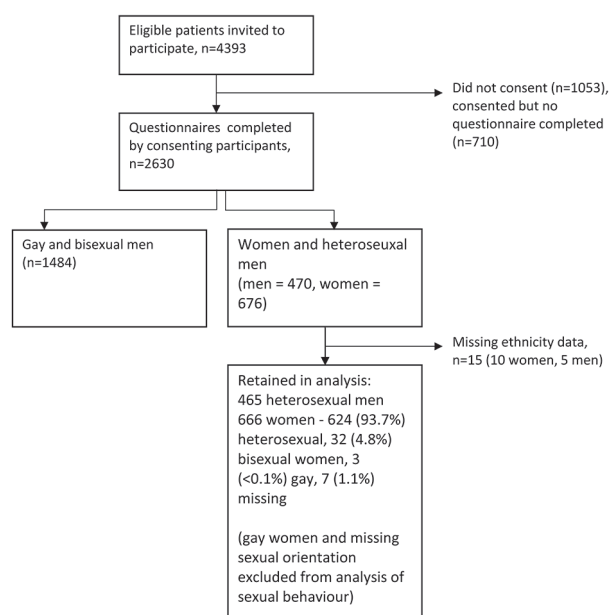 Eligible patients invited to
participate, n=4393
Did not consent (n=1053),
consented but no
questionnaire completed
(n=710)
Questionnaires completed
by consenting participants,
n=2630
Gay and bisexual men
(n=1484)
Women and heteroseuxal
men
(men = 470, women =
676)
Missing ethnicity data,
n=15 (10 women, 5 men)
Retained in analysis:
465 heterosexual men
666 women - 624 (93.7%)
heterosexual, 32 (4.8%)
bisexual women, 3
(<0.1%) gay, 7 (1.1%)
missing
(gay women and missing
sexual orientation
excluded from analysis of
sexual behaviour)